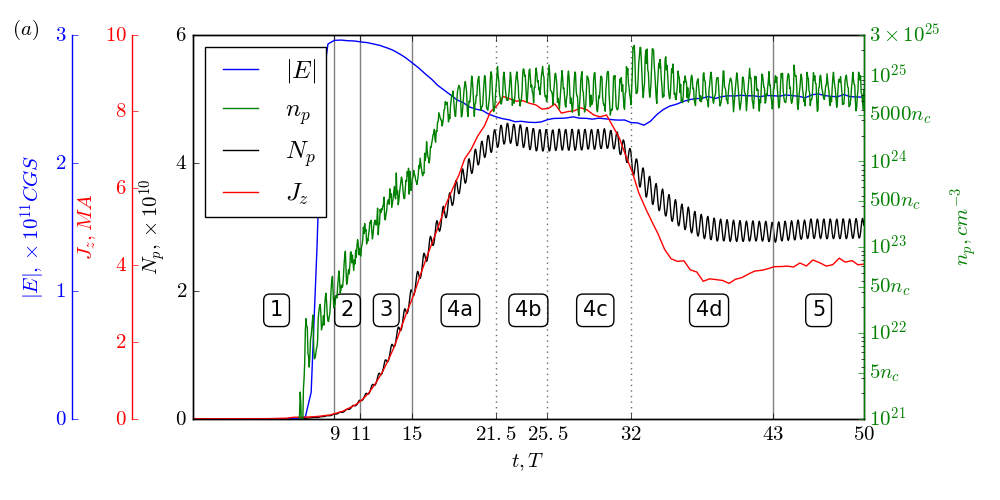 (a)
3
2
1
0
|E|, ×10^11 CGS
10
8
6
4
2
0
J_z, MA
6
4
2
0
N_p, ×10^10
|E|
n_p
N_p
J_z
1
2
3
4a
4b
4c
4d
5
9 11 15 21.5 25.5 32 43 50
t, T
3 × 10^25
10^25
5000n_c
10^24
500n_c
10^23
50n_c
10^22
5n_c
10^21
n_p, cm^−3